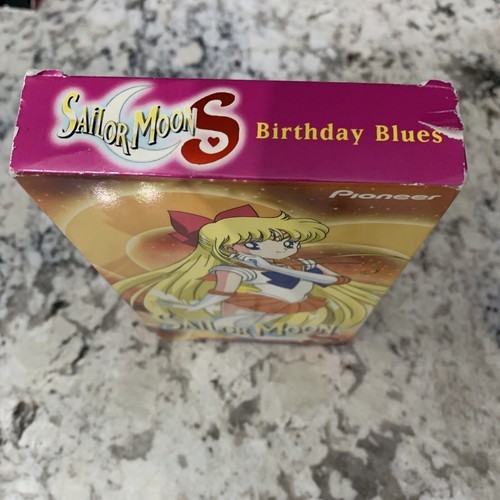 SAILOR MOON S
Birthday Blues
Pioneer
SAILOR MOON